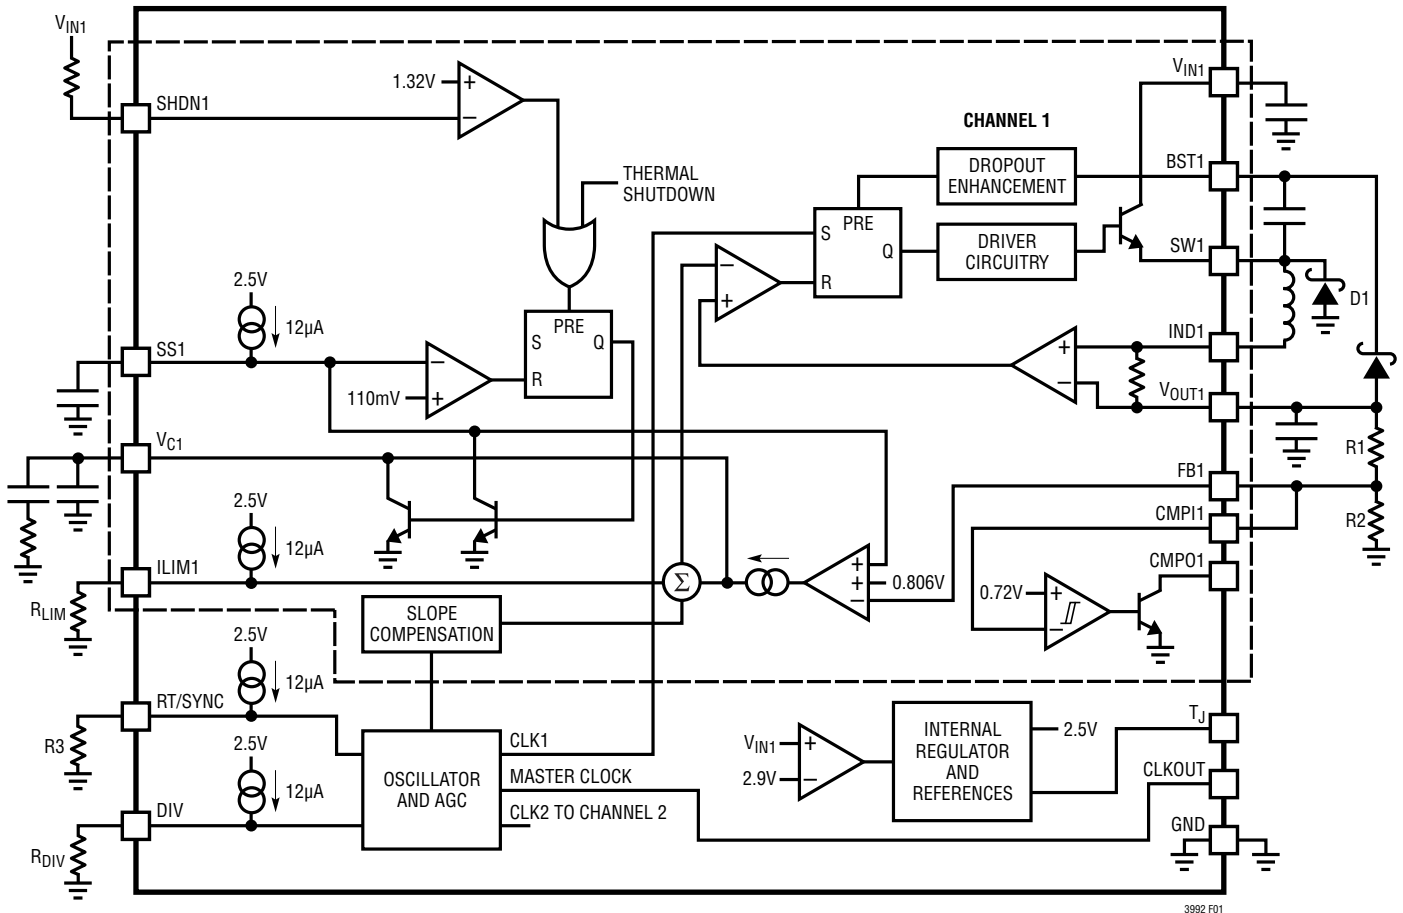 VIN1
SHDN1
1.32V
+
−
THERMAL
SHUTDOWN
CHANNEL 1
VIN1
DROPOUT
ENHANCEMENT
BST1
PRE
S
Q
R
DRIVER
CIRCUITRY
SW1
D1
−
+
2.5V
12µA
SS1
110mV
−
+
PRE
S
Q
R
IND1
+
−
VOUT1
VC1
R1
FB1
R2
CMPI1
CMPO1
2.5V
12µA
ILIM1
RLIM
Σ
+
+
−
0.806V
0.72V
+
−
SLOPE
COMPENSATION
2.5V
12µA
RT/SYNC
R3
2.5V
12µA
DIV
RDIV
OSCILLATOR
AND AGC
CLK1
MASTER CLOCK
CLK2 TO CHANNEL 2
VIN1
+
2.9V
−
INTERNAL
REGULATOR
AND
REFERENCES
2.5V
TJ
CLKOUT
GND
3992 F01